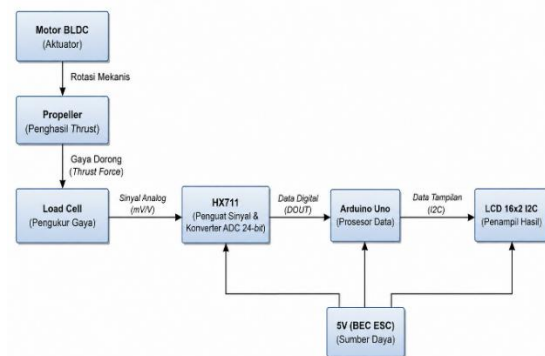 Motor BLDC
(Aktuator)
Rotasi Mekanis
Propeller
(Penghasil Thrust)
Gaya Dorong
(Thrust Force)
Load Cell
(Pengukur Gaya)
Sinyal Analog
(mV/V)
HX711
(Penguat Sinyal &
Konverter ADC 24-bit)
Data Digital
(DOUT)
Arduino Uno
(Prosesor Data)
Data Tampilan
(I2C)
LCD 16x2 I2C
(Penampil Hasil)
5V (BEC ESC)
(Sumber Daya)